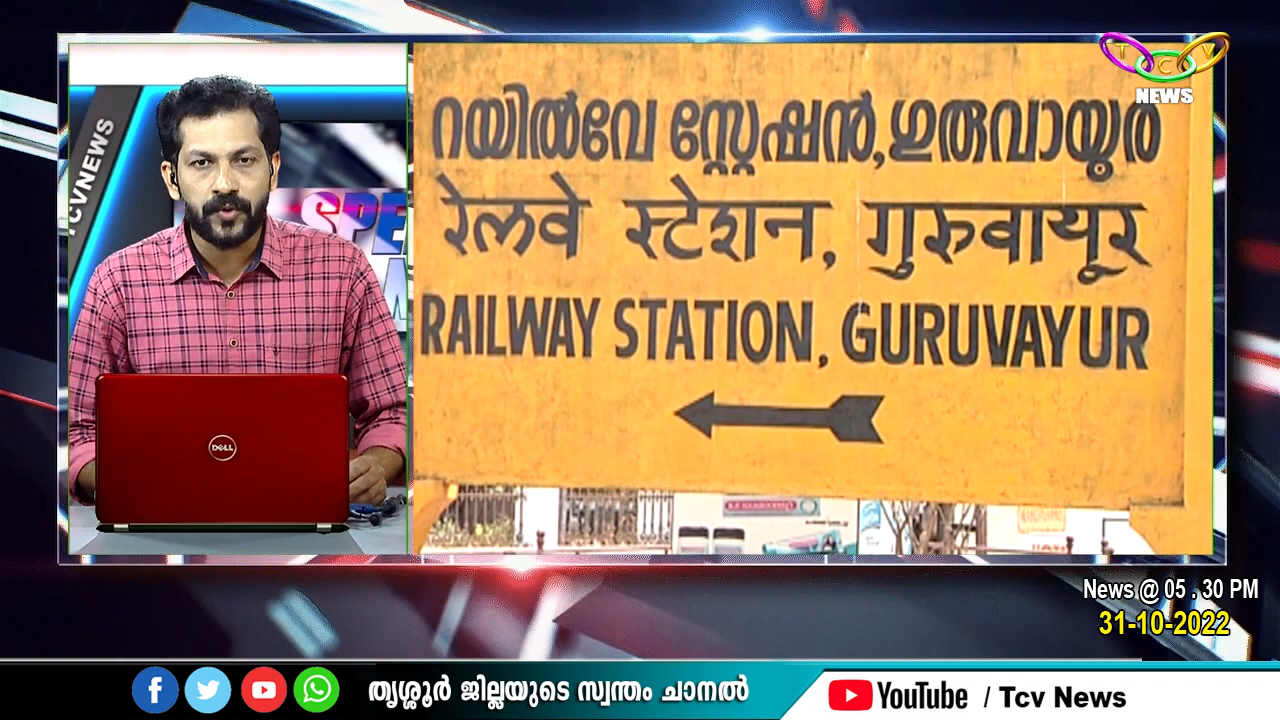 T C V
NEWS
TCVNEWS
SPE
റയിൽവേ സ്റ്റേഷൻ, ഗുരുവായൂർ
रेलवे स्टेशन, गुरुवायूर
RAILWAY STATION, GURUVAYUR
DELL
News @ 05 . 30 PM
31-10-2022
തൃശ്ശൂർ ജില്ലയുടെ സ്വന്തം ചാനൽ
YouTube / Tcv News